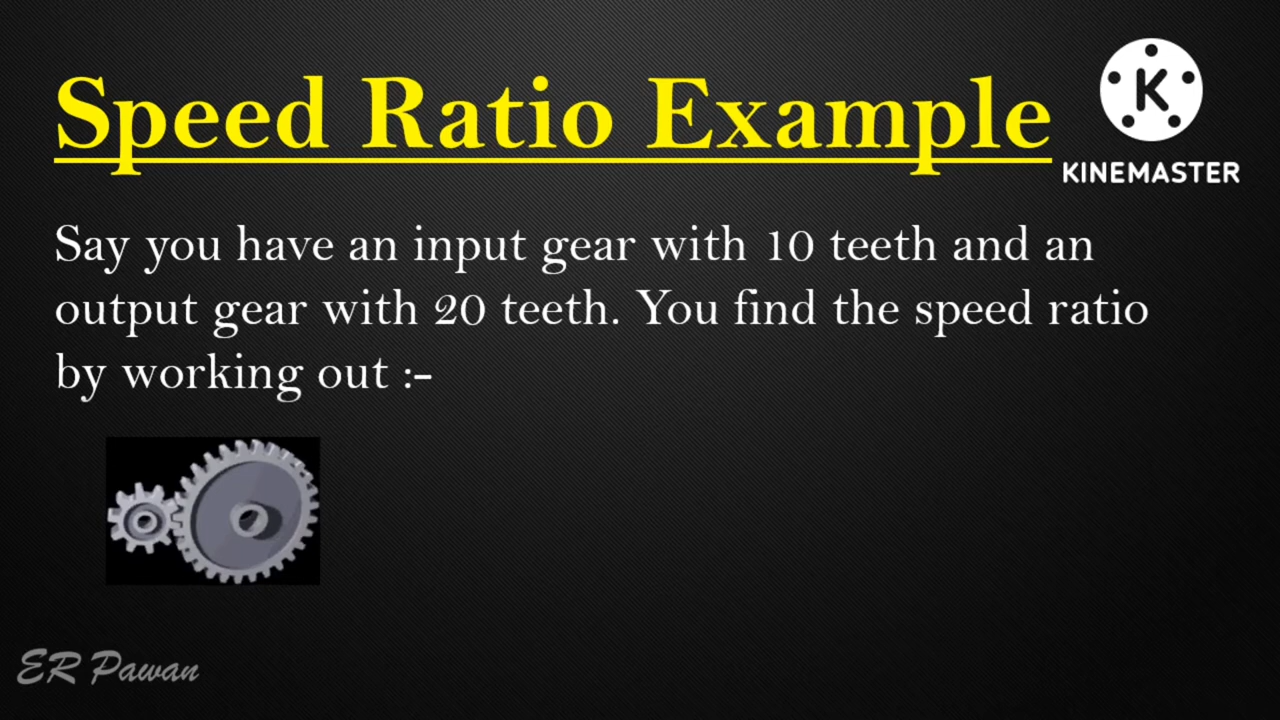 Speed Ratio Example
K
KINEMASTER
Say you have an input gear with 10 teeth and an
output gear with 20 teeth. You find the speed ratio
by working out :-
ER Pawan